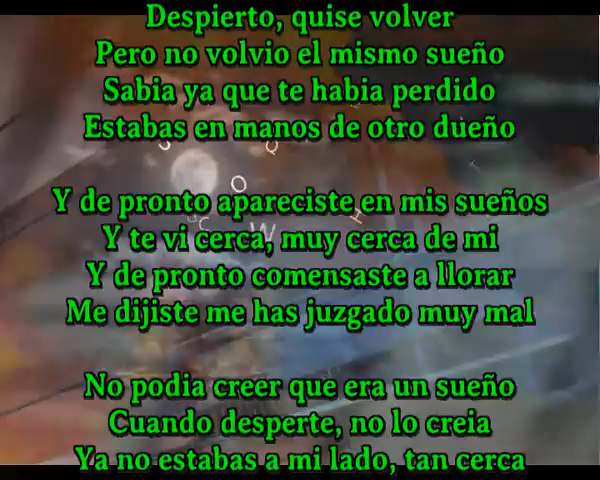 Despierto, quise volver
Pero no volvio el mismo sueño
Sabia ya que te habia perdido
Estabas en manos de otro dueño
Y de pronto apareciste en mis sueños
Y te vi cerca, muy cerca de mi
Y de pronto comensaste a llorar
Me dijiste me has juzgado muy mal
No podia creer que era un sueño
Cuando desperte, no lo creia
Ya no estabas a mi lado, tan cerca